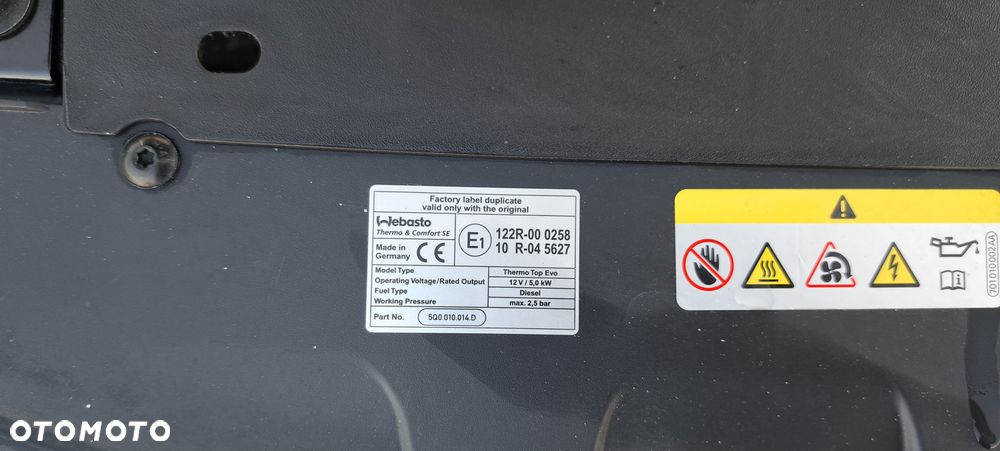 Factory label duplicate
valid only with the original
Webasto
Thermo & Comfort SE
E1
122R-00 0258
10 R-04 5627
Made in
Germany
CE
Model Type Thermo Top Evo
Operating Voltage/Rated Output 12 V / 5,0 kW
Fuel Type Diesel
Working Pressure max. 2,5 bar
Part No. 5Q0.010.014.D
7O1010002AA
OTOMOTO